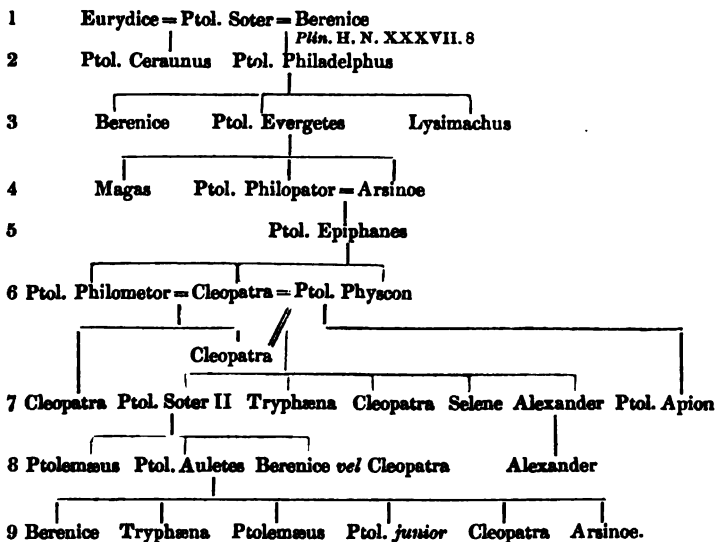 1 Eurydice = Ptol. Soter = Berenice
Plin. H. N. XXXVII. 8
2 Ptol. Ceraunus Ptol. Philadelphus
3 Berenice Ptol. Evergetes Lysimachus
4 Magas Ptol. Philopator = Arsinoe
5 Ptol. Epiphanes
6 Ptol. Philometor = Cleopatra = Ptol. Physcon
Cleopatra
7 Cleopatra Ptol. Soter II Tryphæna Cleopatra Selene Alexander Ptol. Apion
8 Ptolemæus Ptol. Auletes Berenice vel Cleopatra Alexander
9 Berenice Tryphæna Ptolemæus Ptol. junior Cleopatra Arsinoe.